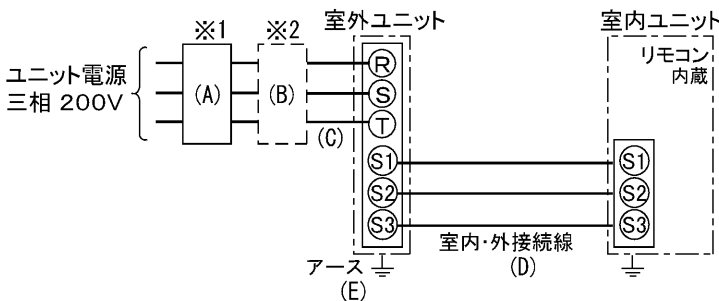 ※1
※2
室外ユニット
室内ユニット
ユニット電源
三相 200V
(A)
(B)
(C)
R
S
T
S1
S2
S3
リモコン
内蔵
S1
S2
S3
室内・外接続線
(D)
アース
(E)